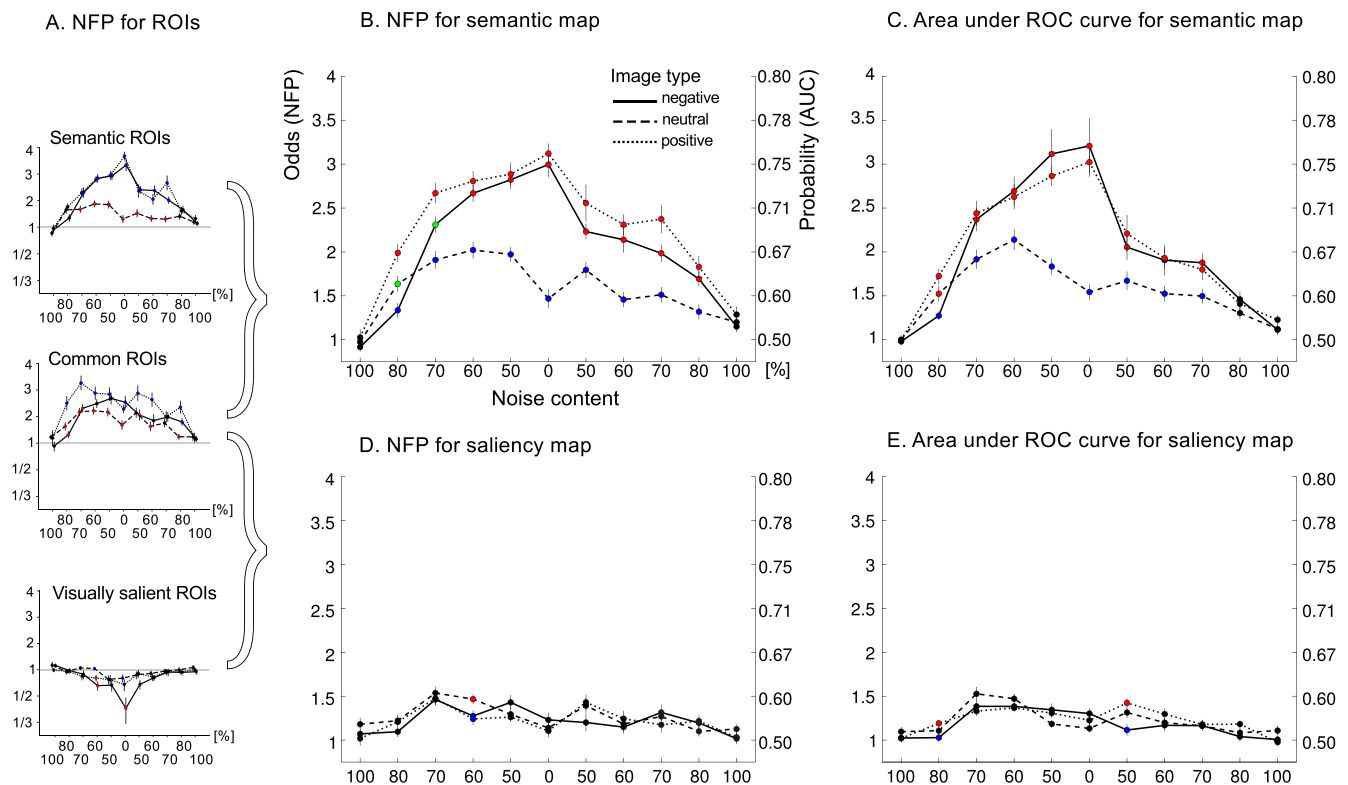 A. NFP for ROIs
Semantic ROIs
4
3
2
1
1/2
1/3
80 60 0 60 80 [%]
100 70 50 50 70 100
Common ROIs
4
3
2
1
1/2
1/3
80 60 0 60 80 [%]
100 70 50 50 70 100
Visually salient ROIs
4
3
2
1
1/2
1/3
80 60 0 60 80 [%]
100 70 50 50 70 100
B. NFP for semantic map
Odds (NFP)
4 0.80
3.5 0.78
3 0.75
2.5 0.71
2 0.67
1.5 0.60
1 0.50
Image type
negative
neutral
positive
100 80 70 60 50 0 50 60 70 80 100 [%]
Noise content
C. Area under ROC curve for semantic map
Probability (AUC)
4 0.80
3.5 0.78
3 0.75
2.5 0.71
2 0.67
1.5 0.60
1 0.50
100 80 70 60 50 0 50 60 70 80 100
D. NFP for saliency map
4 0.80
3.5 0.78
3 0.75
2.5 0.71
2 0.67
1.5 0.60
1 0.50
100 80 70 60 50 0 50 60 70 80 100
E. Area under ROC curve for saliency map
4 0.80
3.5 0.78
3 0.75
2.5 0.71
2 0.67
1.5 0.60
1 0.50
100 80 70 60 50 0 50 60 70 80 100